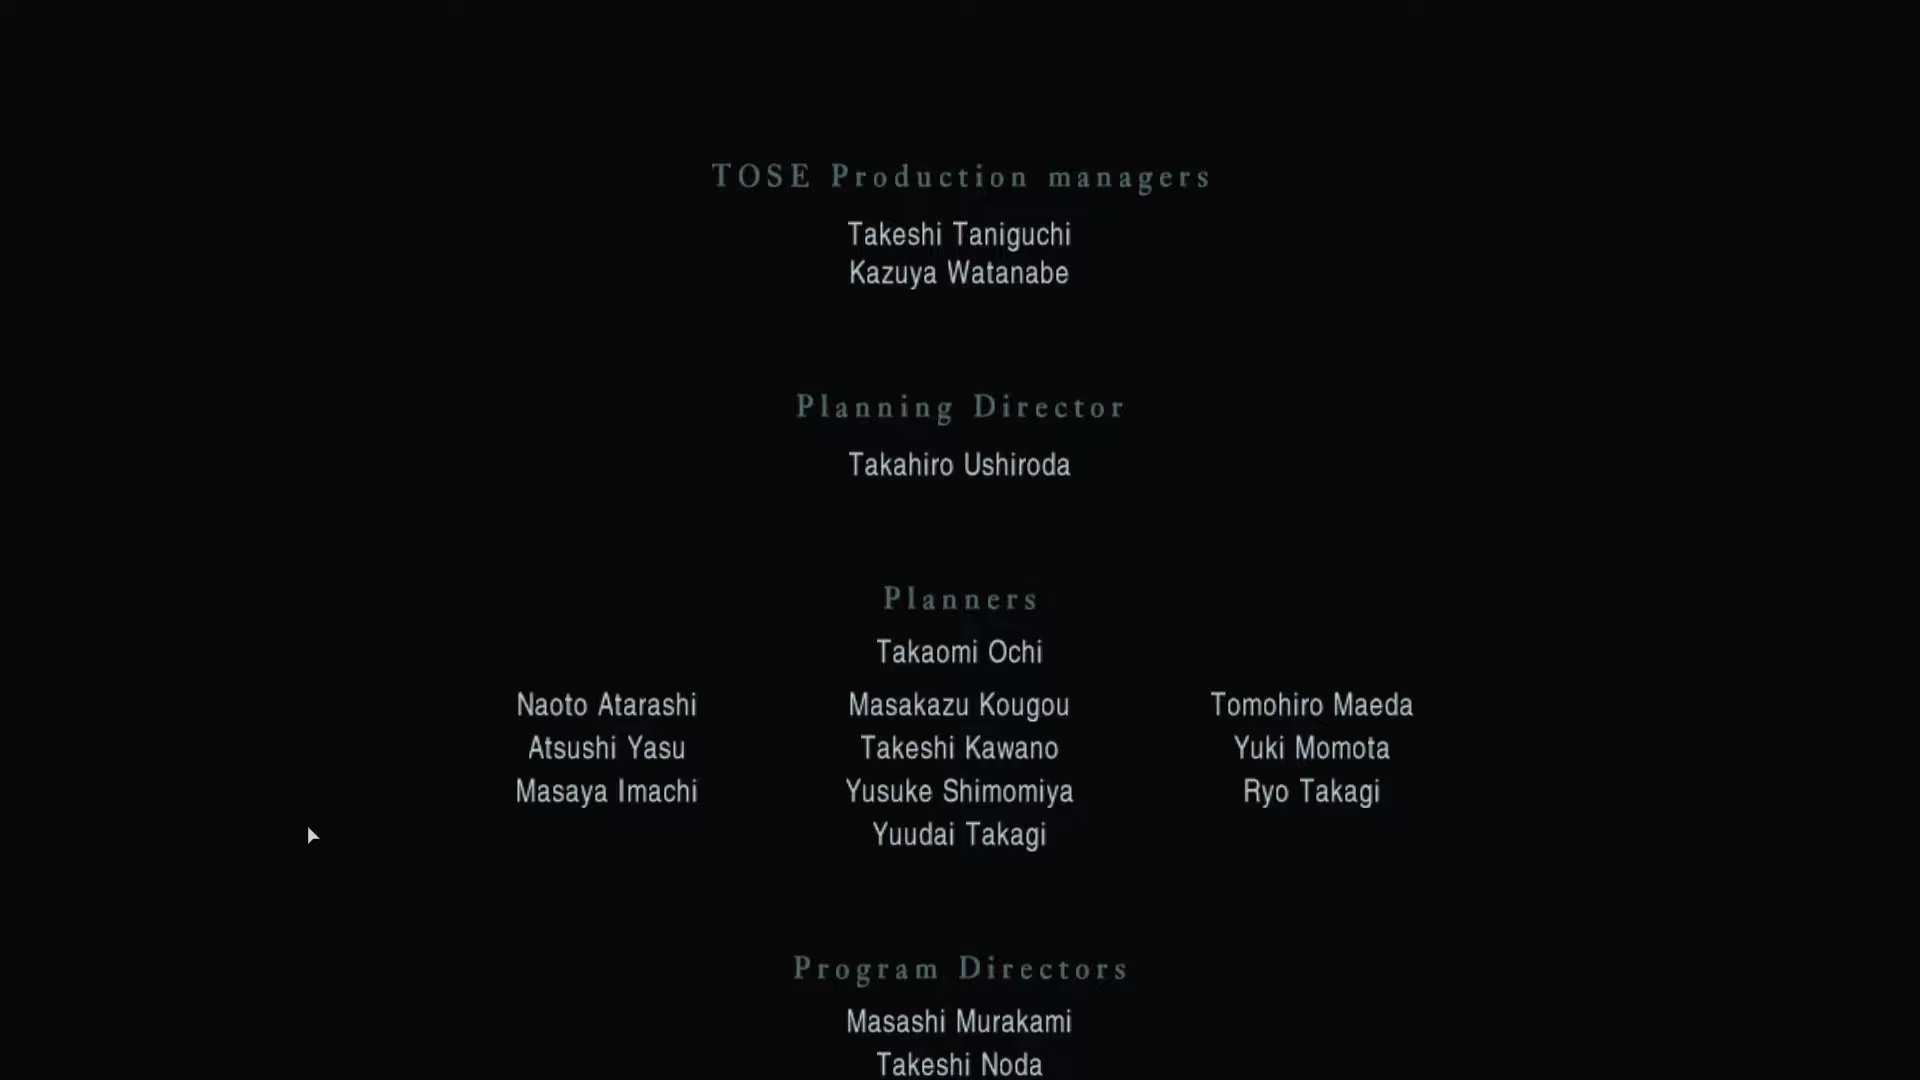 TOSE Production managers
Takeshi Taniguchi
Kazuya Watanabe
Planning Director
Takahiro Ushiroda
Planners
Takaomi Ochi
Naoto Atarashi Masakazu Kougou Tomohiro Maeda
Atsushi Yasu Takeshi Kawano Yuki Momota
Masaya Imachi Yusuke Shimomiya Ryo Takagi
Yuudai Takagi
Program Directors
Masashi Murakami
Takeshi Noda